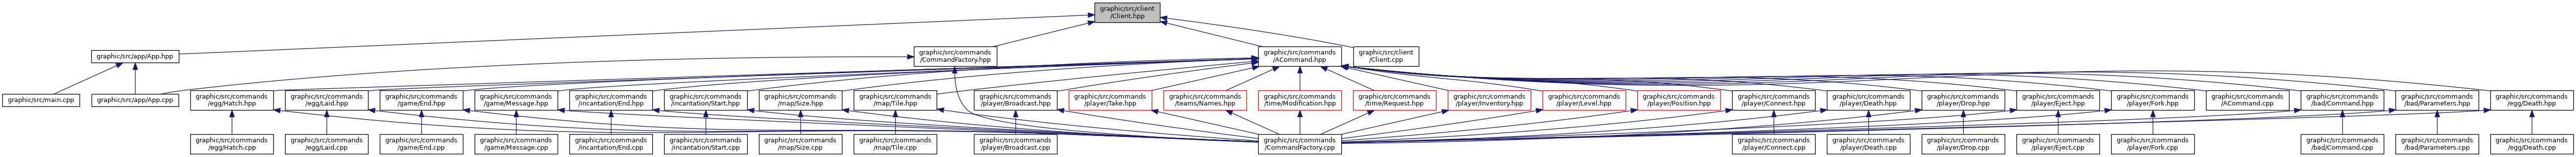 graphic/src/client
/Client.hpp
graphic/src/app/App.hpp
graphic/src/commands
/CommandFactory.hpp
graphic/src/commands
/ACommand.hpp
graphic/src/client
/Client.cpp
graphic/src/main.cpp
graphic/src/app/App.cpp
graphic/src/commands
/egg/Hatch.hpp
graphic/src/commands
/egg/Laid.hpp
graphic/src/commands
/game/End.hpp
graphic/src/commands
/game/Message.hpp
graphic/src/commands
/incantation/End.hpp
graphic/src/commands
/incantation/Start.hpp
graphic/src/commands
/map/Size.hpp
graphic/src/commands
/map/Tile.hpp
graphic/src/commands
/player/Broadcast.hpp
graphic/src/commands
/player/Take.hpp
graphic/src/commands
/teams/Names.hpp
graphic/src/commands
/time/Modification.hpp
graphic/src/commands
/time/Request.hpp
graphic/src/commands
/player/Inventory.hpp
graphic/src/commands
/player/Level.hpp
graphic/src/commands
/player/Position.hpp
graphic/src/commands
/player/Connect.hpp
graphic/src/commands
/player/Death.hpp
graphic/src/commands
/player/Drop.hpp
graphic/src/commands
/player/Eject.hpp
graphic/src/commands
/player/Fork.hpp
graphic/src/commands
/ACommand.cpp
graphic/src/commands
/bad/Command.hpp
graphic/src/commands
/bad/Parameters.hpp
graphic/src/commands
/egg/Death.hpp
graphic/src/commands
/egg/Hatch.cpp
graphic/src/commands
/egg/Laid.cpp
graphic/src/commands
/game/End.cpp
graphic/src/commands
/game/Message.cpp
graphic/src/commands
/incantation/End.cpp
graphic/src/commands
/incantation/Start.cpp
graphic/src/commands
/map/Size.cpp
graphic/src/commands
/map/Tile.cpp
graphic/src/commands
/player/Broadcast.cpp
graphic/src/commands
/CommandFactory.cpp
graphic/src/commands
/player/Connect.cpp
graphic/src/commands
/player/Death.cpp
graphic/src/commands
/player/Drop.cpp
graphic/src/commands
/player/Eject.cpp
graphic/src/commands
/player/Fork.cpp
graphic/src/commands
/bad/Command.cpp
graphic/src/commands
/bad/Parameters.cpp
graphic/src/commands
/egg/Death.cpp